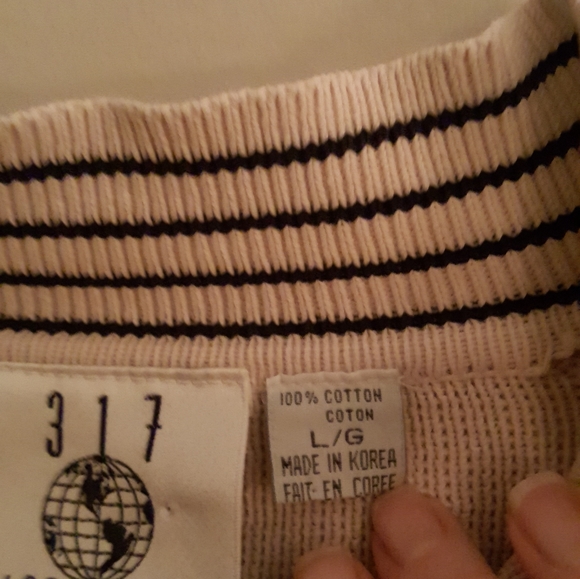 317
100% COTTON
COTON
L/G
MADE IN KOREA
FAIT EN COREE